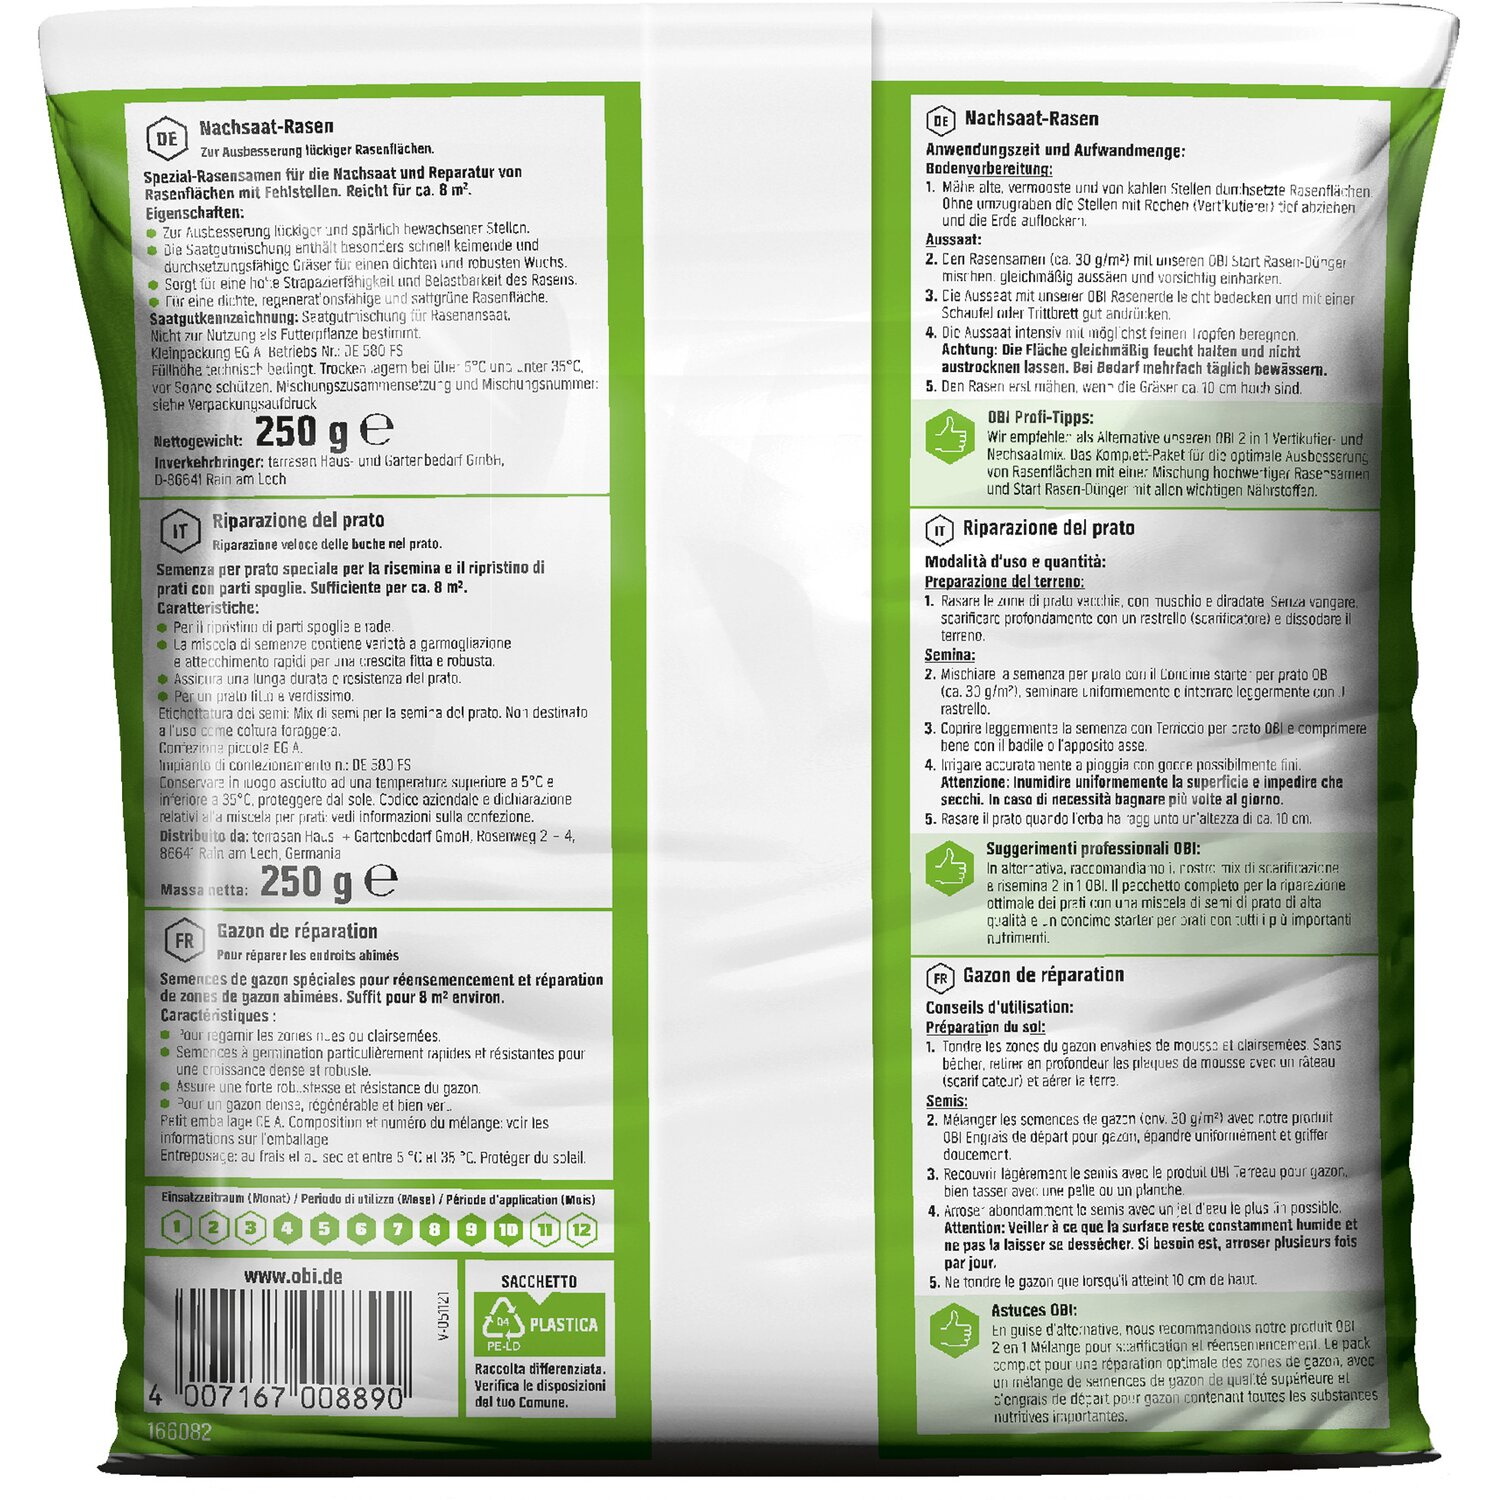 DE
Nachsaat-Rasen
Zur Ausbesserung lückiger Rasenflächen.
Spezial-Rasensamen für die Nachsaat und Reparatur von
Rasenflächen mit Fehlstellen. Reicht für ca. 8 m².
Eigenschaften:
Zur Ausbesserung lückiger und spärlich bewachsener Stellen.
Die Saatgutmischung enthält besonders schnell keimende und
durchsetzungsfähige Gräser für einen dichten und robusten Wuchs.
Sorgt für eine hohe Strapazierfähigkeit und Belastbarkeit des Rasens.
Für eine dichte, regenerationsfähige und sattgrüne Rasenfläche.
Saatgutkennzeichnung: Saatgutmischung für Rasenansaat.
Nicht zur Nutzung als Futterpflanze bestimmt.
Kleinpackung EG A Betriebs Nr.: DE 580 FS
Füllhöhe technisch bedingt. Trocken lagern bei über 5°C und unter 35°C,
vor Sonne schützen. Mischungszusammensetzung und Mischungsnummer:
siehe Verpackungsaufdruck
Nettogewicht: 250 g ℮
Inverkehrbringer: terrasan Haus- und Gartenbedarf GmbH,
D-86641 Rain am Lech
IT
Riparazione del prato
Riparazione veloce delle buche nel prato.
Semenza per prato speciale per la risemina e il ripristino di
prati con parti spoglie. Sufficiente per ca. 8 m².
Caratteristiche:
Per il ripristino di parti spoglie e rade.
La miscela di semenze contiene varietà a germogliazione
e attecchimento rapidi per una crescita fitta e robusta.
Assicura una lunga durata e resistenza del prato.
Per un prato fitto e verdissimo.
Etichettatura dei semi: Mix di semi per la semina del prato. Non destinato
a l'uso come coltura foraggera.
Confezione piccola EG A.
Impianto di confezionamento n.: DE 580 FS
Conservare in luogo asciutto ad una temperatura superiore a 5°C e
inferiore a 35°C, proteggere dal sole. Codice aziendale e dichiarazione
relativi alla miscela per prati: vedi informazioni sulla confezione.
Distribuito da: terrasan Haus + Gartenbedarf GmbH, Rosenweg 2 – 4,
86641 Rain am Lech, Germania
Massa netta: 250 g ℮
FR
Gazon de réparation
Pour réparer les endroits abîmés
Semences de gazon spéciales pour réensemencement et réparation
de zones de gazon abîmées. Suffit pour 8 m² environ.
Caractéristiques :
Pour regarnir les zones nues ou clairsemées.
Semences à germination particulièrement rapides et résistantes pour
une croissance dense et robuste.
Assure une forte robustesse et résistance du gazon.
Pour un gazon dense, régénérable et bien vert.
Petit emballage CE A. Composition et numéro du mélange: voir les
informations sur l'emballage
Entreposage: au frais et au sec et entre 5 °C et 35 °C. Protéger du soleil.
Einsatzzeitraum (Monat) / Periodo di utilizzo (Mese) / Période d'application (Mois)
1 2 3 4 5 6 7 8 9 10 11 12
www.obi.de
4 007167 008890
V-051121
SACCHETTO
04
PE-LD
PLASTICA
Raccolta differenziata.
Verifica le disposizioni
del tuo Comune.
166082
DE
Nachsaat-Rasen
Anwendungszeit und Aufwandmenge:
Bodenvorbereitung:
1. Mähe alte, vermooste und von kahlen Stellen durchsetzte Rasenflächen.
Ohne umzugraben die Stellen mit Rechen (Vertikutierer) tief abziehen
und die Erde auflockern.
Aussaat:
2. Den Rasensamen (ca. 30 g/m²) mit unseren OBI Start Rasen-Dünger
mischen, gleichmäßig aussäen und vorsichtig einharken.
3. Die Aussaat mit unserer OBI Rasenerde leicht bedecken und mit einer
Schaufel oder Trittbrett gut andrücken.
4. Die Aussaat intensiv mit möglichst feinen Tropfen beregnen.
Achtung: Die Fläche gleichmäßig feucht halten und nicht
austrocknen lassen. Bei Bedarf mehrfach täglich bewässern.
5. Den Rasen erst mähen, wenn die Gräser ca. 10 cm hoch sind.
OBI Profi-Tipps:
Wir empfehlen als Alternative unseren OBI 2 in 1 Vertikutier- und
Nachsaatmix. Das Komplett-Paket für die optimale Ausbesserung
von Rasenflächen mit einer Mischung hochwertiger Rasensamen
und Start Rasen-Dünger mit allen wichtigen Nährstoffen.
IT
Riparazione del prato
Modalità d'uso e quantità:
Preparazione del terreno:
1. Rasare le zone di prato vecchie, con muschio e diradate. Senza vangare,
scarificare profondamente con un rastrello (scarificatore) e dissodare il
terreno.
Semina:
2. Mischiare la semenza per prato con il Concime starter per prato OBI
(ca. 30 g/m²), seminare uniformemente e interrare leggermente con il
rastrello.
3. Coprire leggermente la semenza con Terriccio per prato OBI e comprimere
bene con il badile o l'apposito asse.
4. Irrigare accuratamente a pioggia con gocce possibilmente fini.
Attenzione: Inumidire uniformemente la superficie e impedire che
secchi. In caso di necessità bagnare più volte al giorno.
5. Rasare il prato quando l'erba ha raggiunto un'altezza di ca. 10 cm.
Suggerimenti professionali OBI:
In alternativa, raccomandiamo il nostro mix di scarificazione
e risemina 2 in 1 OBI. Il pacchetto completo per la riparazione
ottimale dei prati con una miscela di semi di prato di alta
qualità e un concime starter per prati con tutti i più importanti
nutrimenti.
FR
Gazon de réparation
Conseils d'utilisation:
Préparation du sol:
1. Tondre les zones du gazon envahies de mousse et clairsemées. Sans
bêcher, retirer en profondeur les plaques de mousse avec un râteau
(scarificateur) et aérer la terre.
Semis:
2. Mélanger les semences de gazon (env. 30 g/m²) avec notre produit
OBI Engrais de départ pour gazon, épandre uniformément et griffer
doucement.
3. Recouvrir légèrement le semis avec le produit OBI Terreau pour gazon,
bien tasser avec une pelle ou un planche.
4. Arroser abondamment le semis avec un jet d'eau le plus fin possible.
Attention: Veiller à ce que la surface reste constamment humide et
ne pas la laisser se dessécher. Si besoin est, arroser plusieurs fois
par jour.
5. Ne tondre le gazon que lorsqu'il atteint 10 cm de haut.
Astuces OBI:
En guise d'alternative, nous recommandons notre produit OBI
2 en 1 Mélange pour scarification et réensemencement. Le pack
complet pour une réparation optimale des zones de gazon, avec
un mélange de semences de gazon de qualité supérieure et
d'engrais de départ pour gazon contenant toutes les substances
nutritives importantes.